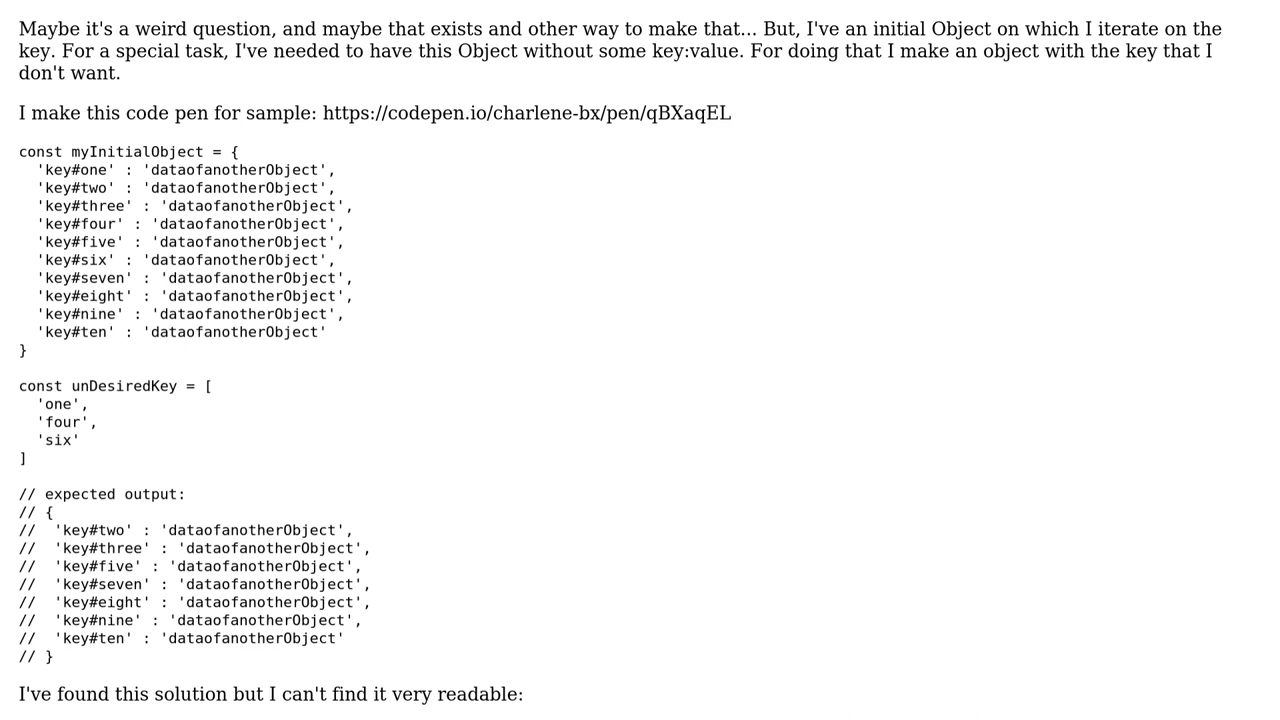 Maybe it's a weird question, and maybe that exists and other way to make that... But, I've an initial Object on which I iterate on the
key. For a special task, I've needed to have this Object without some key:value. For doing that I make an object with the key that I
don't want.
I make this code pen for sample: https://codepen.io/charlene-bx/pen/qBXaqEL
const myInitialObject = {
  'key#one' : 'dataofanotherObject',
  'key#two' : 'dataofanotherObject',
  'key#three' : 'dataofanotherObject',
  'key#four' : 'dataofanotherObject',
  'key#five' : 'dataofanotherObject',
  'key#six' : 'dataofanotherObject',
  'key#seven' : 'dataofanotherObject',
  'key#eight' : 'dataofanotherObject',
  'key#nine' : 'dataofanotherObject',
  'key#ten' : 'dataofanotherObject'
}
const unDesiredKey = [
  'one',
  'four',
  'six'
]
// expected output:
// {
//  'key#two' : 'dataofanotherObject',
//  'key#three' : 'dataofanotherObject',
//  'key#five' : 'dataofanotherObject',
//  'key#seven' : 'dataofanotherObject',
//  'key#eight' : 'dataofanotherObject',
//  'key#nine' : 'dataofanotherObject',
//  'key#ten' : 'dataofanotherObject'
// }
I've found this solution but I can't find it very readable: